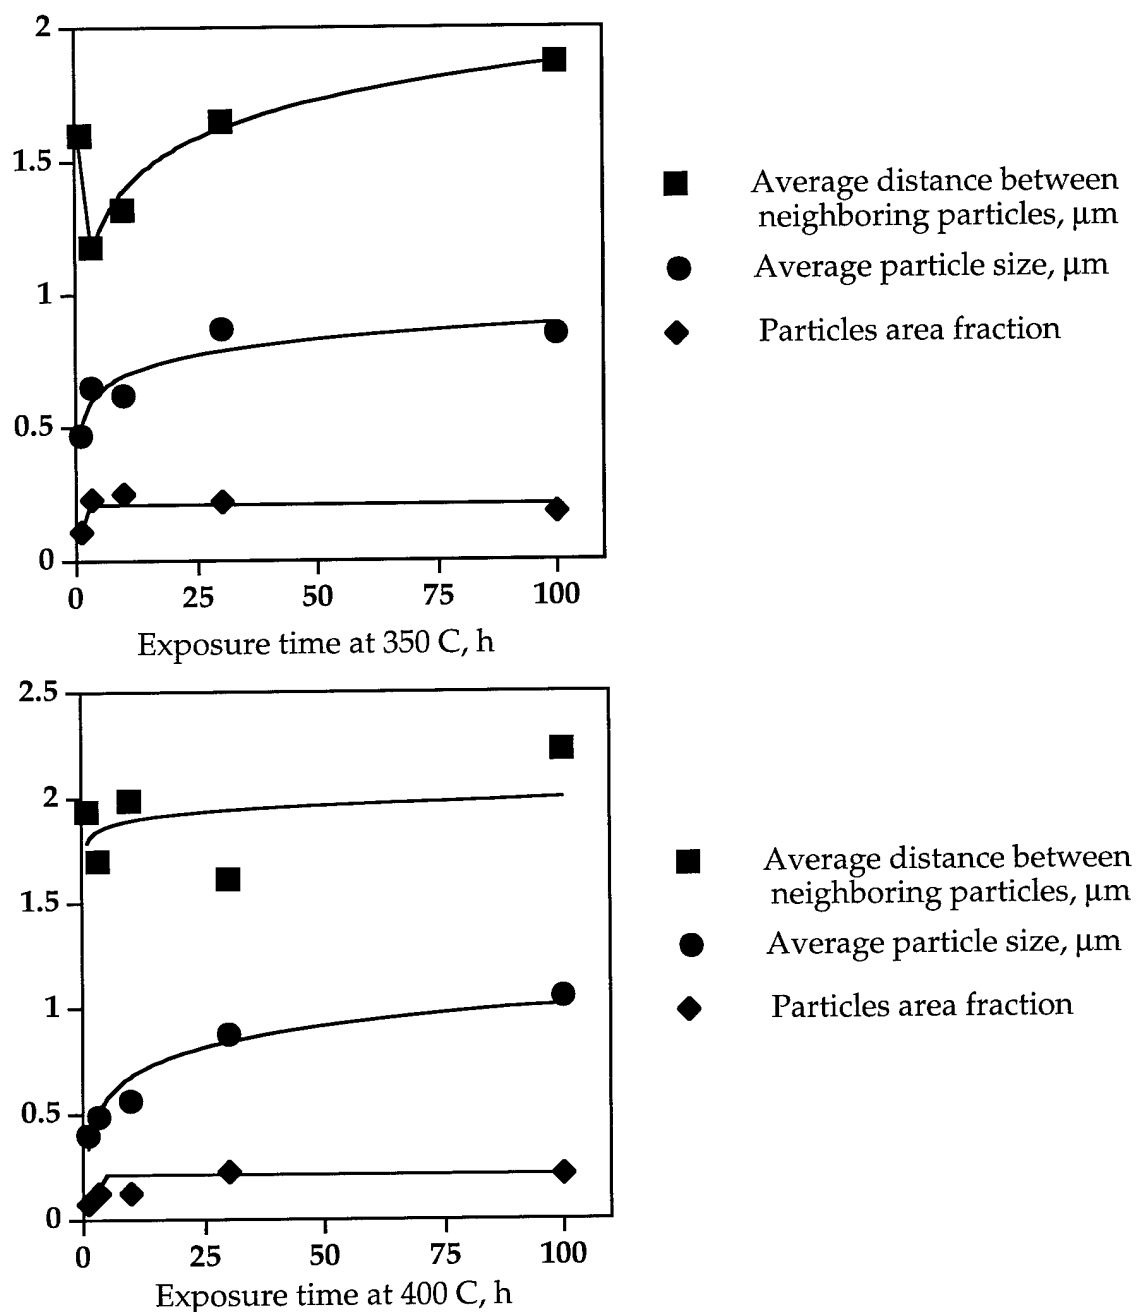 2
1.5
1
0.5
0
0 25 50 75 100
Exposure time at 350 C, h
Average distance between
neighboring particles, μm
Average particle size, μm
Particles area fraction
2.5
2
1.5
1
0.5
0
0 25 50 75 100
Exposure time at 400 C, h
Average distance between
neighboring particles, μm
Average particle size, μm
Particles area fraction